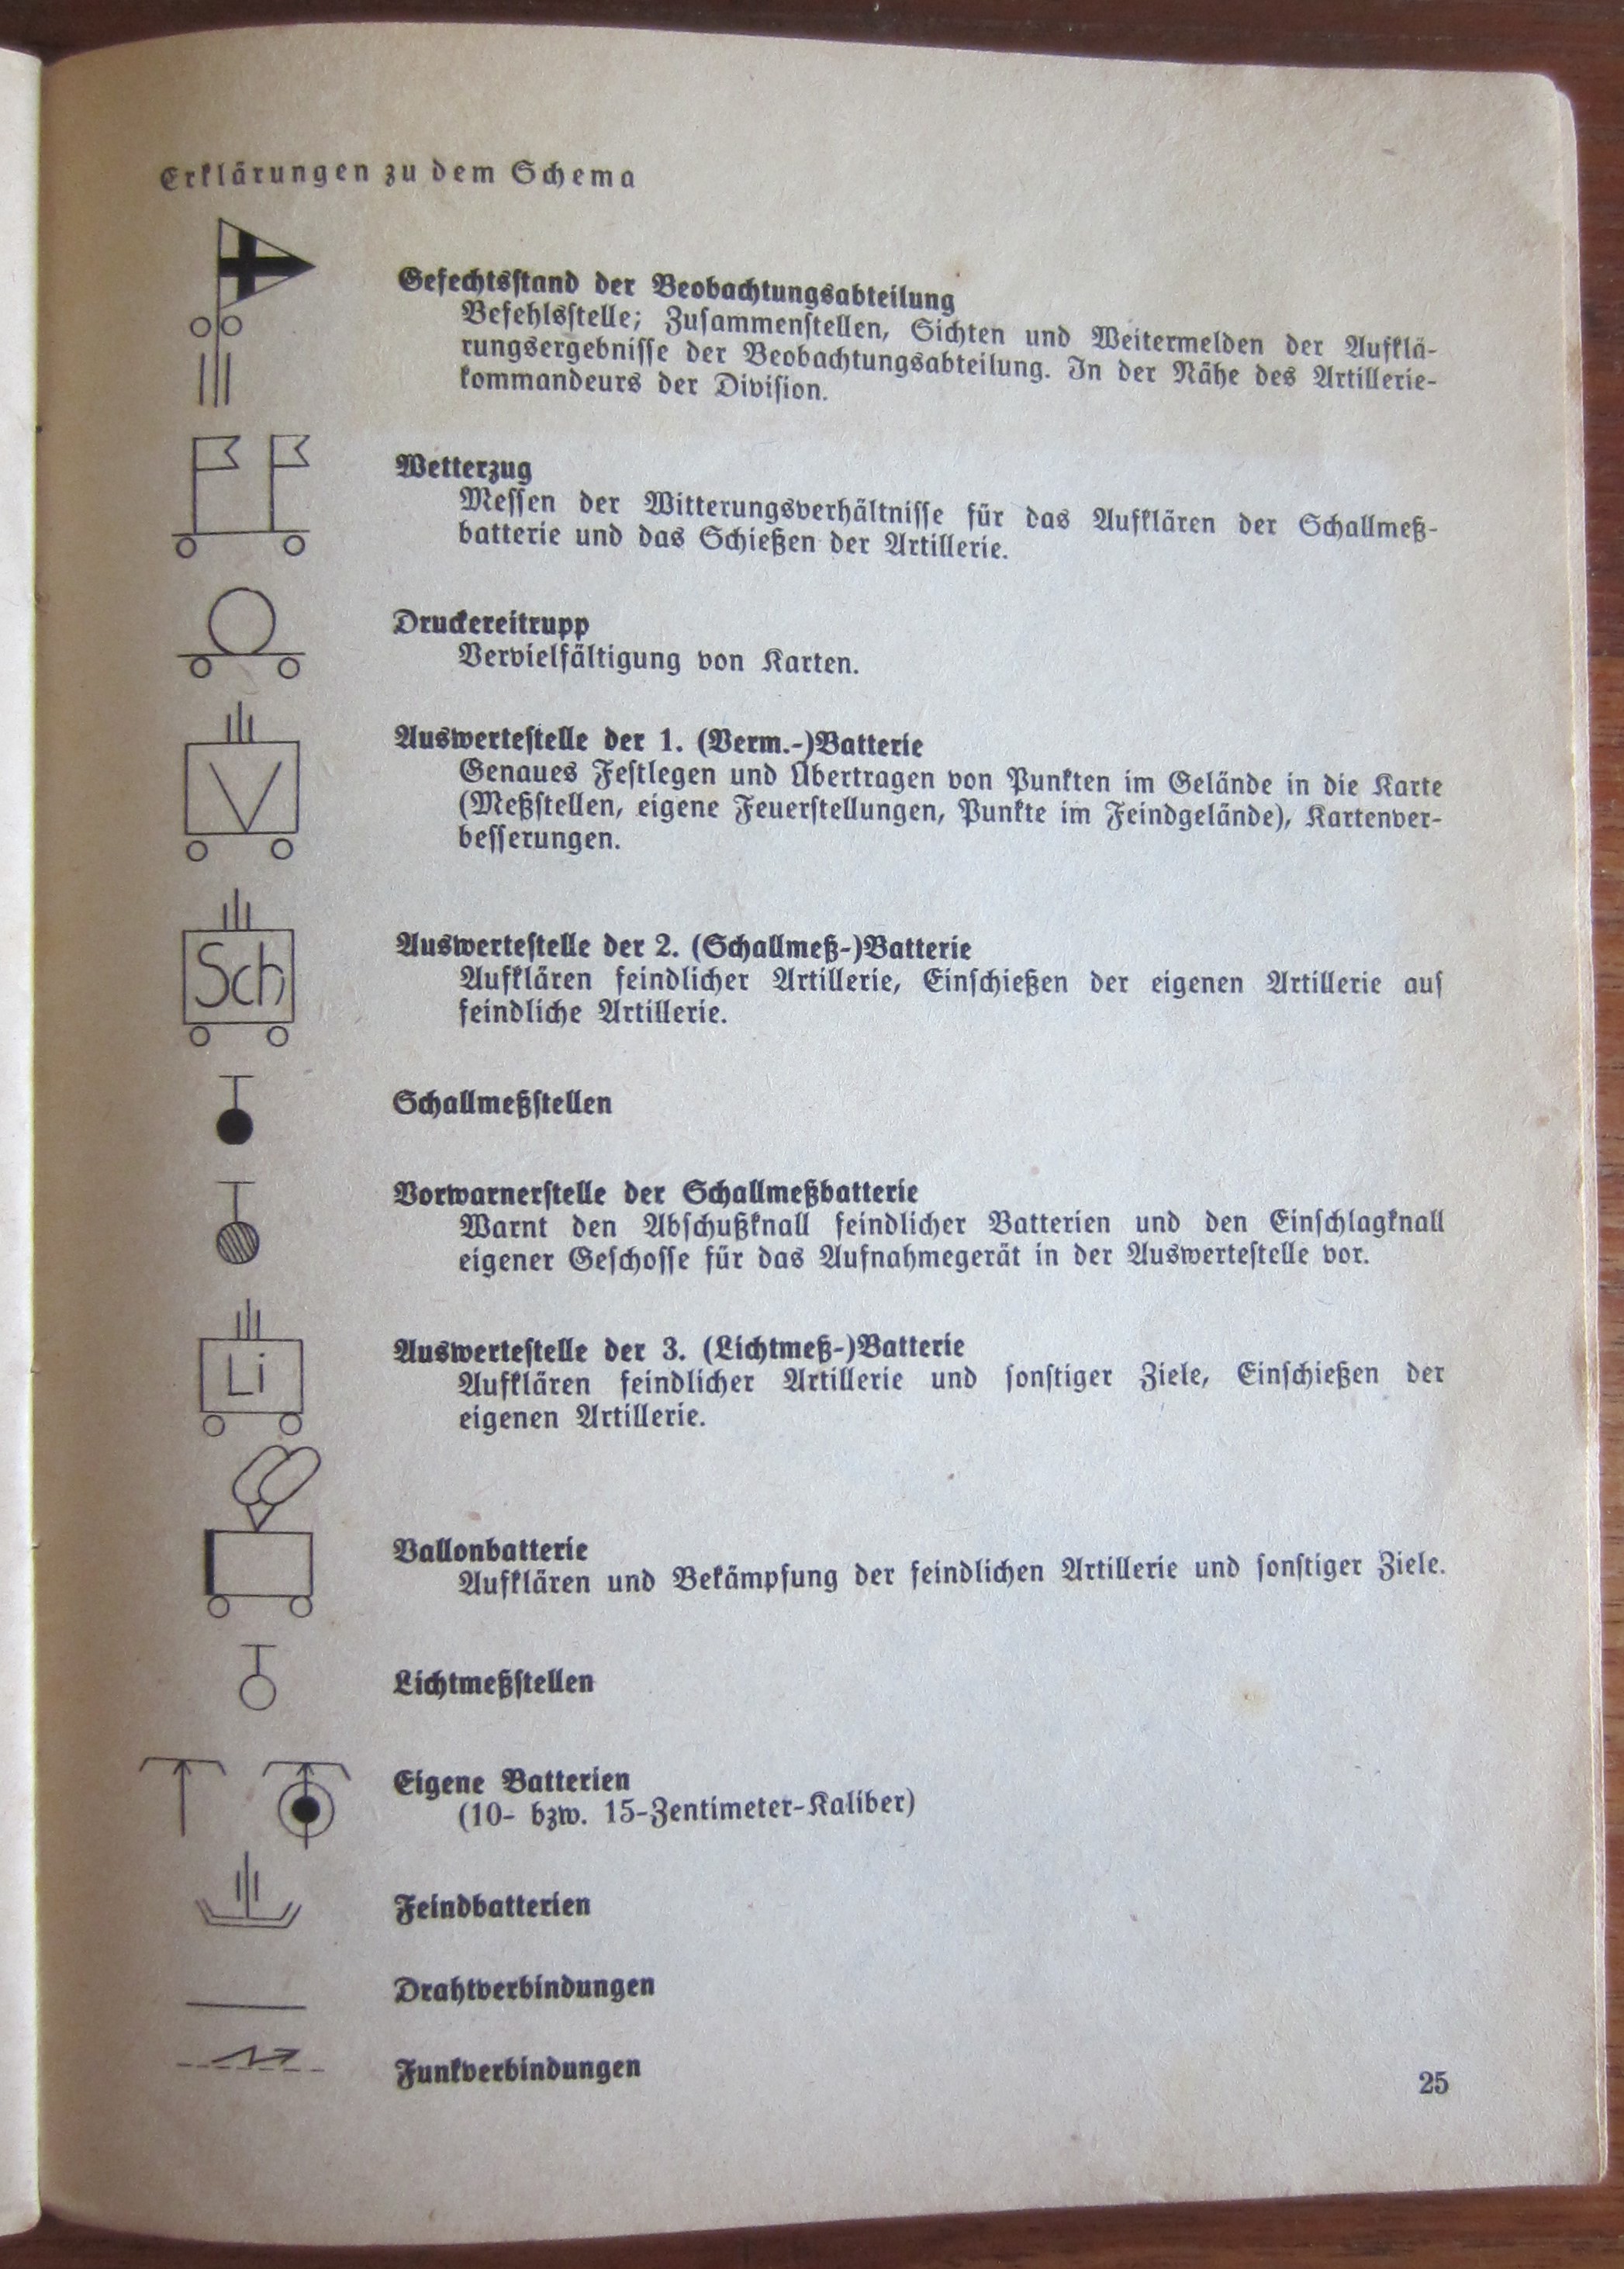 Erklärungen zu dem Schema
Gefechtsstand der Beobachtungsabteilung
Befehlsstelle; Zusammenstellen, Sichten und Weitermelden der Aufklä-
rungsergebnisse der Beobachtungsabteilung. In der Nähe des Artillerie-
kommandeurs der Division.
Wetterzug
Messen der Witterungsverhältnisse für das Aufklären der Schallmeß-
batterie und das Schießen der Artillerie.
Druckereitrupp
Vervielfältigung von Karten.
Auswertestelle der 1. (Verm.-)Batterie
V
Genaues Festlegen und Übertragen von Punkten im Gelände in die Karte
(Meßstellen, eigene Feuerstellungen, Punkte im Feindgelände), Kartenver-
besserungen.
Auswertestelle der 2. (Schallmeß-)Batterie
Sch
Aufklären feindlicher Artillerie, Einschießen der eigenen Artillerie auf
feindliche Artillerie.
Schallmeßstellen
Vorwarnerstelle der Schallmeßbatterie
Warnt den Abschußknall feindlicher Batterien und den Einschlagknall
eigener Geschosse für das Aufnahmegerät in der Auswertestelle vor.
Auswertestelle der 3. (Lichtmeß-)Batterie
Li
Aufklären feindlicher Artillerie und sonstiger Ziele, Einschießen der
eigenen Artillerie.
Ballonbatterie
Aufklären und Bekämpfung der feindlichen Artillerie und sonstiger Ziele.
Lichtmeßstellen
Eigene Batterien
(10- bzw. 15-Zentimeter-Kaliber)
Feindbatterien
Drahtverbindungen
Funkverbindungen
25